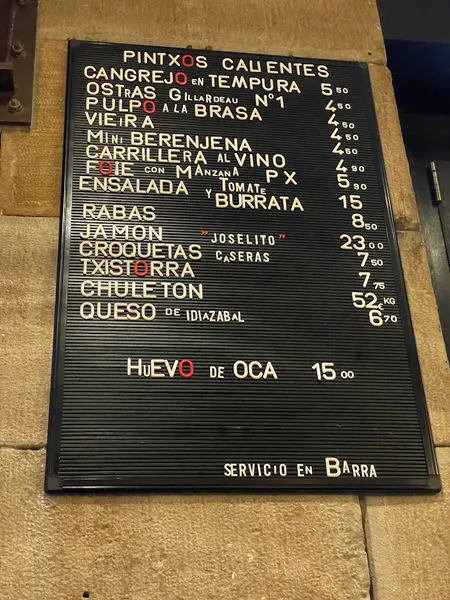 PINTXOS CALIENTES
CANGREJO EN TEMPURA 5 50
OSTRAS GILLARDEAU Nº1 4 50
PULPO A LA BRASA 4 50
VIEIRA 4 50
MINI BERENJENA 4 50
CARRILLERA AL VINO PX 4 90
FOIE CON MANZANA 5 90
ENSALADA TOMATE Y BURRATA 15
RABAS 8 50
JAMON "JOSELITO" 23 00
CROQUETAS CASERAS 7 50
TXISTORRA 7 75
CHULETON 52€ KG
QUESO DE IDIAZABAL 6 70
HUEVO DE OCA 15 00
SERVICIO EN BARRA